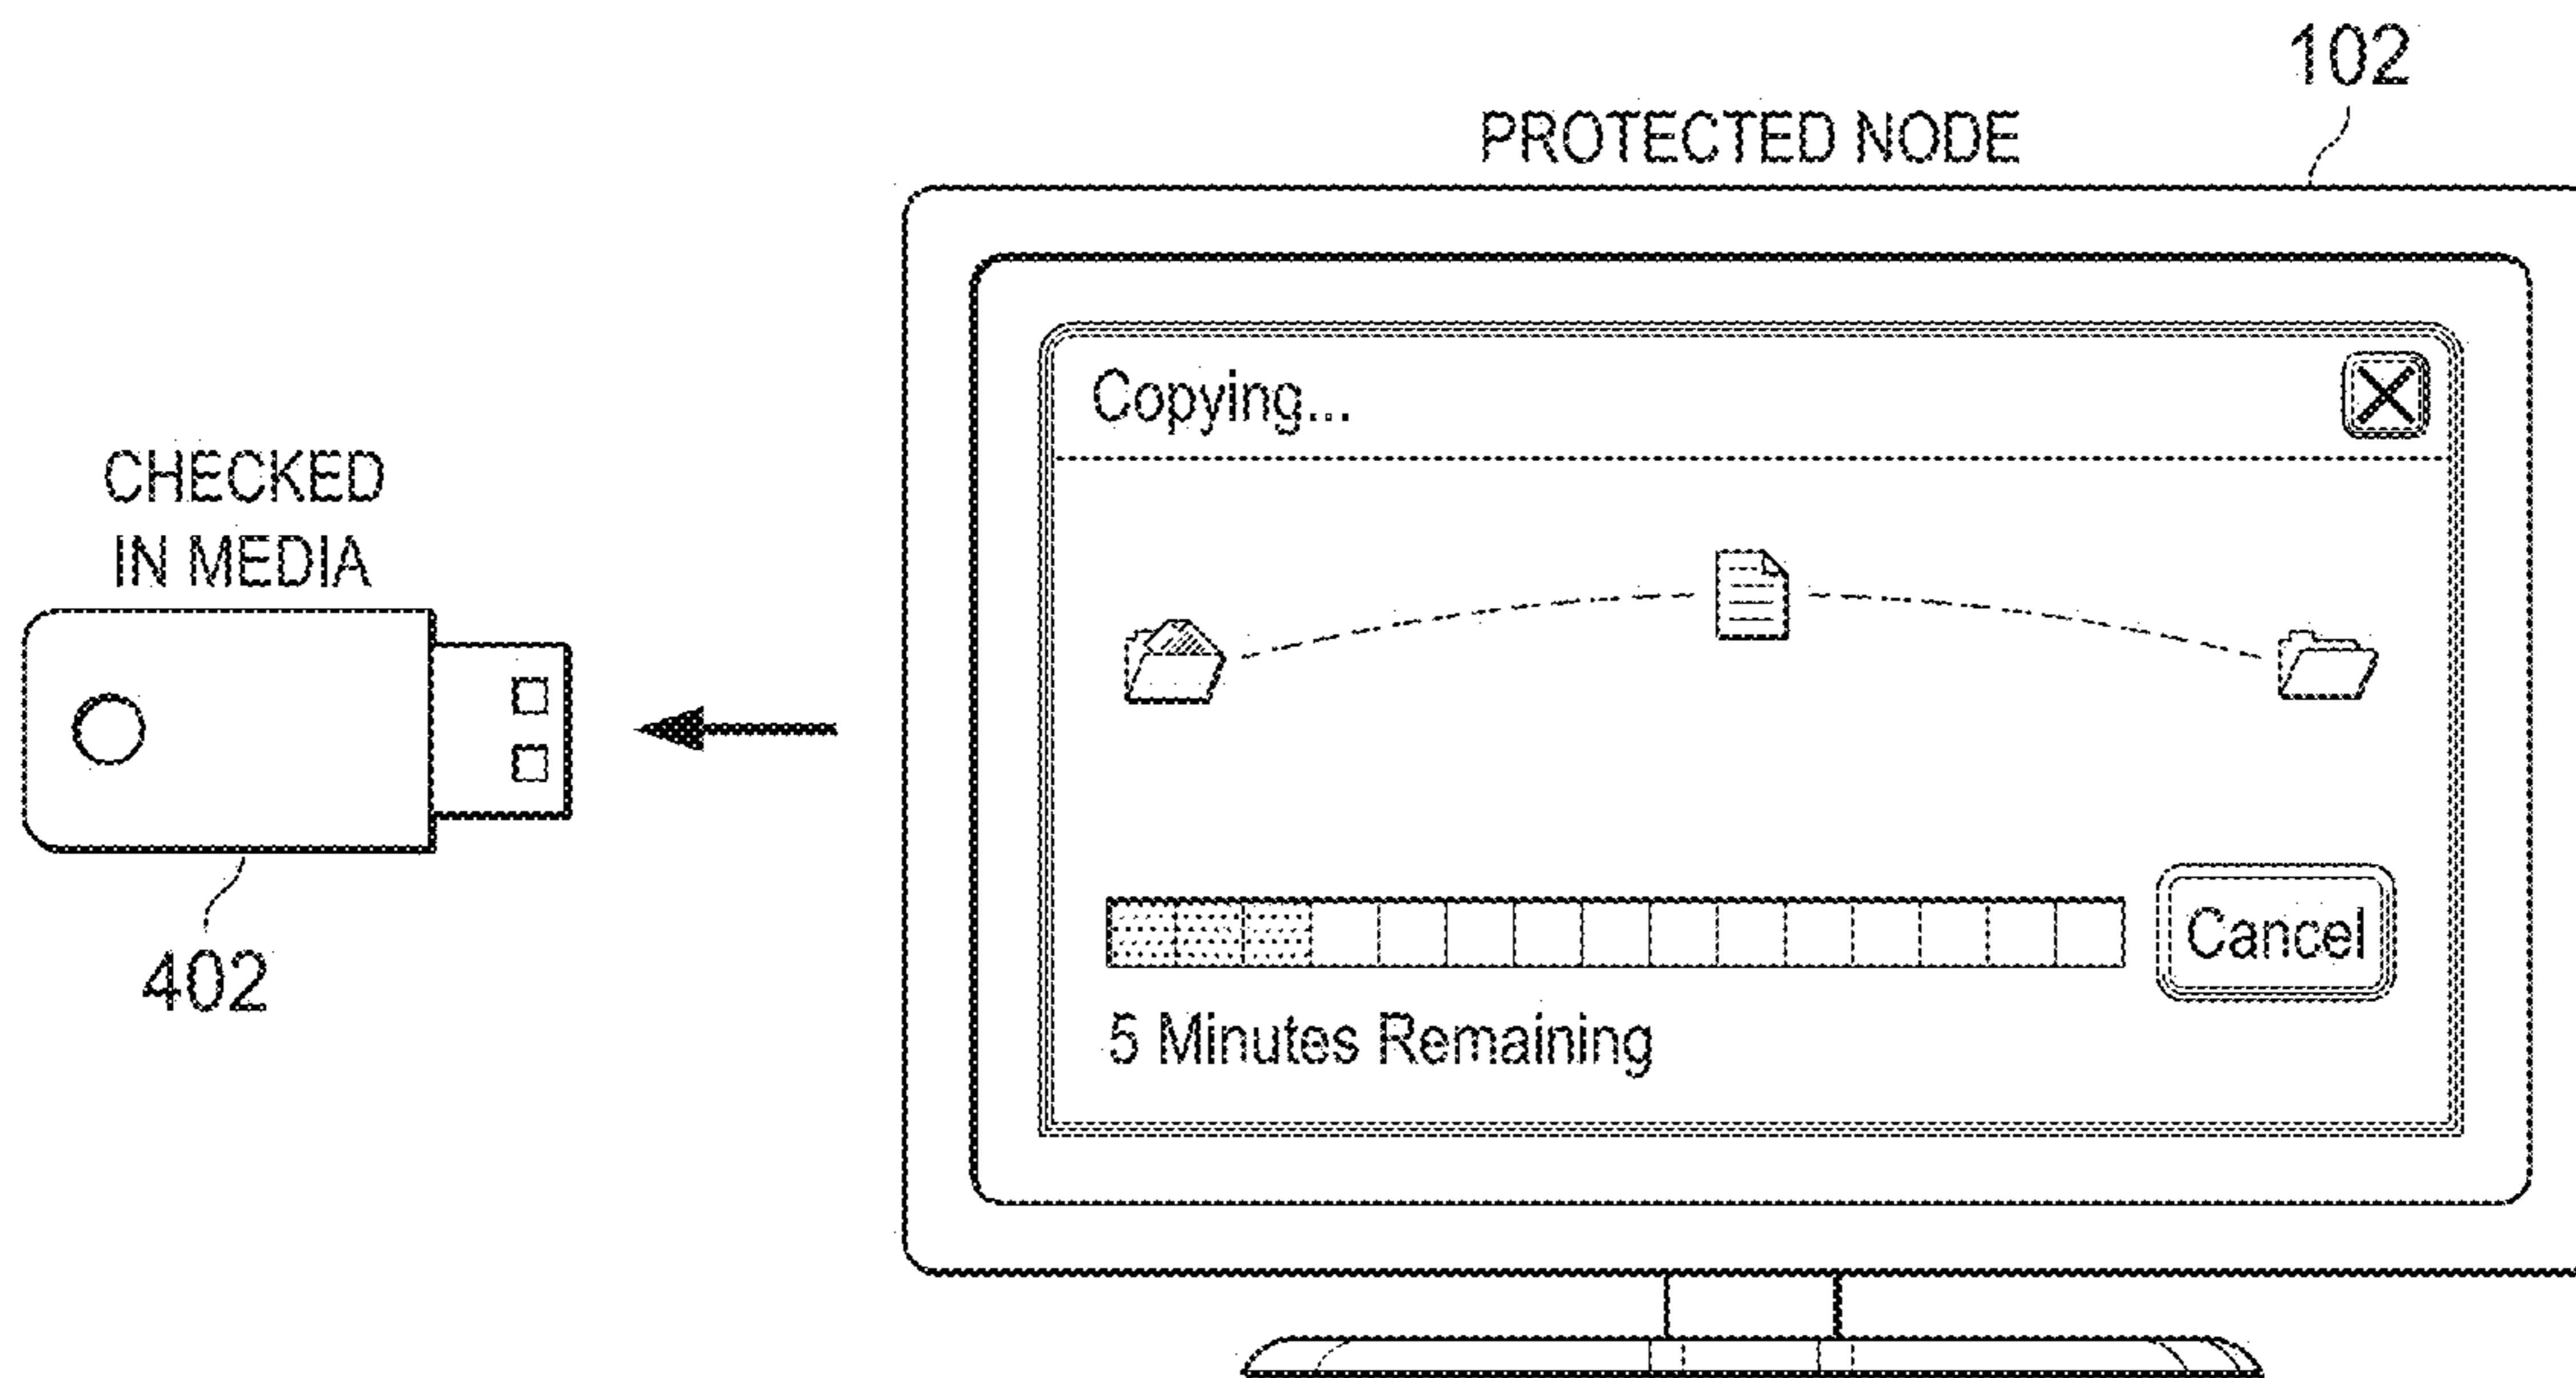 102
PROTECTED NODE
Copying...
CHECKED
IN MEDIA
402
Cancel
5 Minutes Remaining